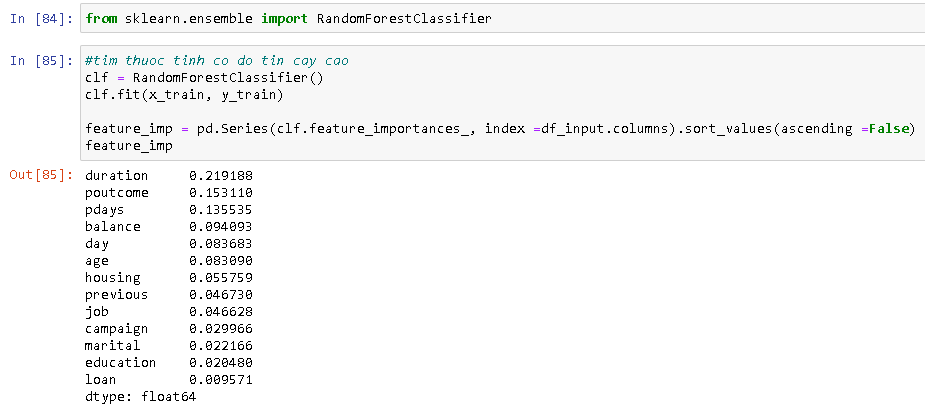 In [84]: from sklearn.ensemble import RandomForestClassifier
In [85]: #tim thuoc tinh co do tin cay cao
clf = RandomForestClassifier()
clf.fit(x_train, y_train)
feature_imp = pd.Series(clf.feature_importances_, index =df_input.columns).sort_values(ascending =False)
feature_imp
Out[85]: duration     0.219188
poutcome     0.153110
pdays        0.135535
balance      0.094093
day          0.083683
age          0.083090
housing      0.055759
previous     0.046730
job          0.046628
campaign     0.029966
marital      0.022166
education    0.020480
loan         0.009571
dtype: float64